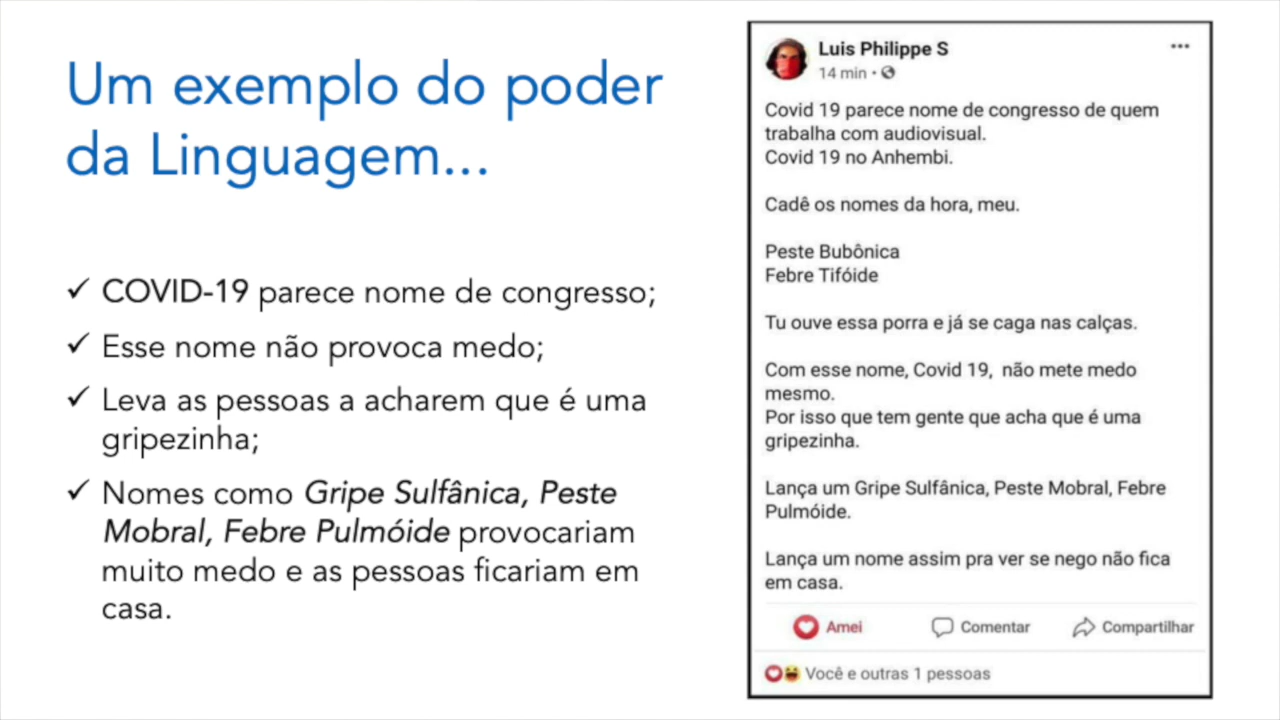 Um exemplo do poder
da Linguagem...
✓ COVID-19 parece nome de congresso;
✓ Esse nome não provoca medo;
✓ Leva as pessoas a acharem que é uma
gripezinha;
✓ Nomes como Gripe Sulfânica, Peste
Mobral, Febre Pulmóide provocariam
muito medo e as pessoas ficariam em
casa.
Luis Philippe S
14 min •
Covid 19 parece nome de congresso de quem
trabalha com audiovisual.
Covid 19 no Anhembi.
Cadê os nomes da hora, meu.
Peste Bubônica
Febre Tifóide
Tu ouve essa porra e já se caga nas calças.
Com esse nome, Covid 19, não mete medo
mesmo.
Por isso que tem gente que acha que é uma
gripezinha.
Lança um Gripe Sulfânica, Peste Mobral, Febre
Pulmóide.
Lança um nome assim pra ver se nego não fica
em casa.
Amei Comentar Compartilhar
Você e outras 1 pessoas